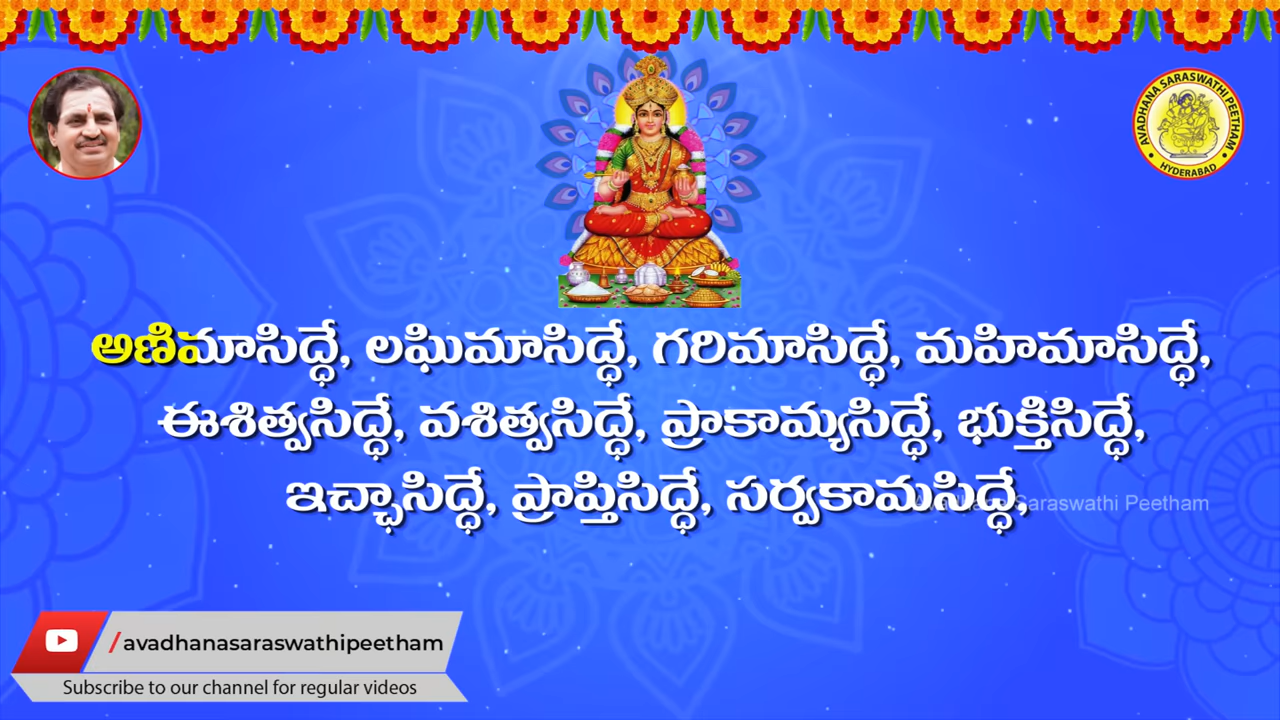 AVADHANA SARASWATHI PEETHAM
• HYDERABAD •
అణిమాసిద్ధే, లఘిమాసిద్ధే, గరిమాసిద్ధే, మహిమాసిద్ధే,
ఈశిత్వసిద్ధే, వశిత్వసిద్ధే, ప్రాకామ్యసిద్ధే, భుక్తిసిద్ధే,
ఇచ్ఛాసిద్ధే, ప్రాప్తిసిద్ధే, సర్వకామసిద్ధే,
Avadhana Saraswathi Peetham
/avadhanasaraswathipeetham
Subscribe to our channel for regular videos